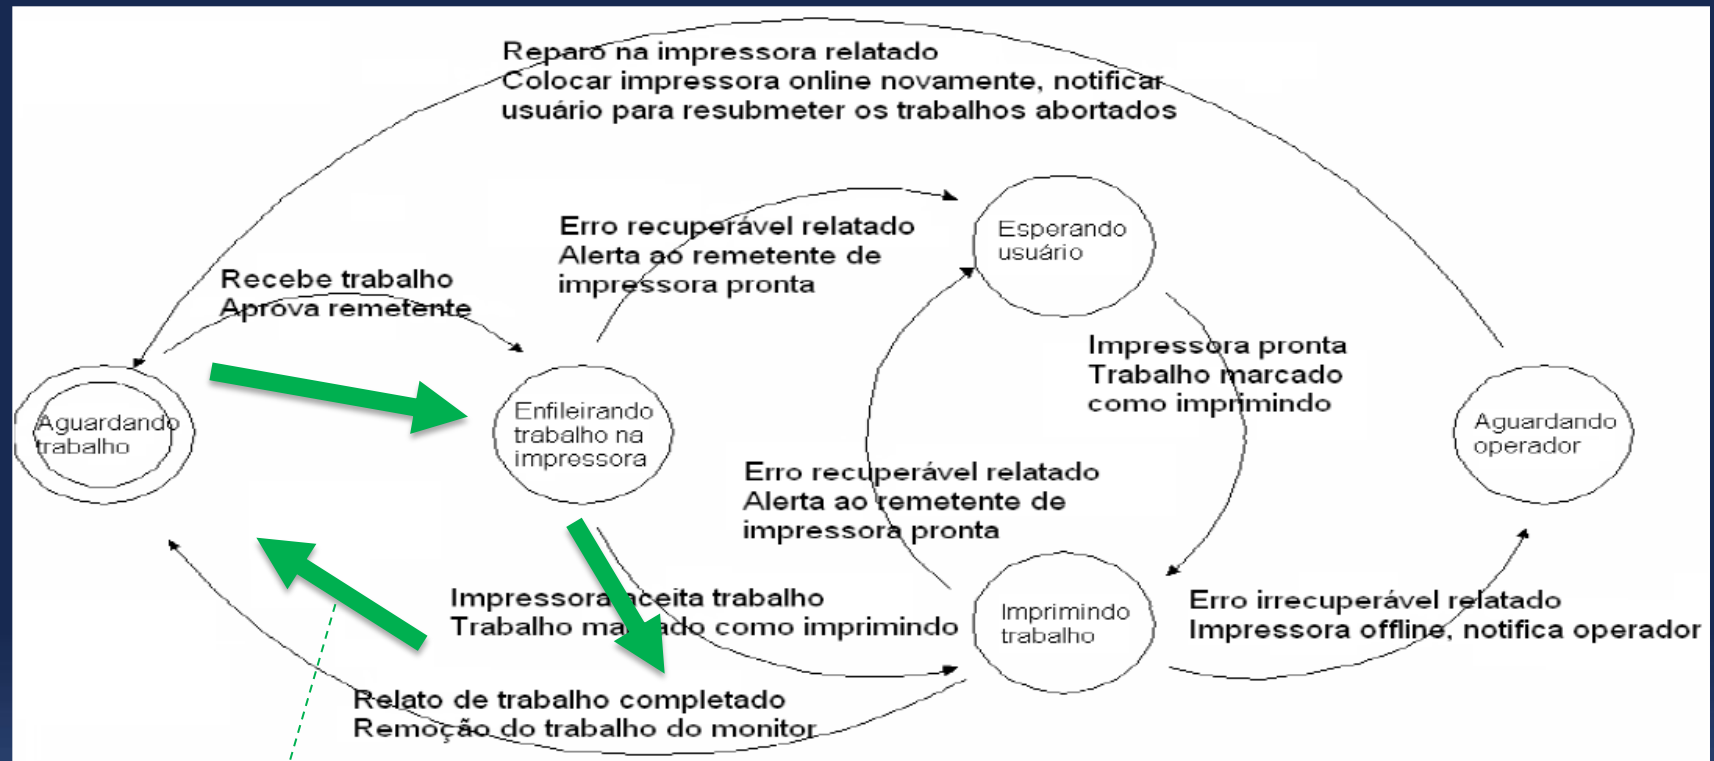 Reparo na impressora relatado
Colocar impressora online novamente, notificar
usuário para resubmeter os trabalhos abortados
Erro recuperável relatado
Alerta ao remetente de
impressora pronta
Esperando
usuário
Recebe trabalho
Aprova remetente
Impressora pronta
Trabalho marcado
como imprimindo
Aguardando
trabalho
Enfileirando
trabalho na
impressora
Aguardando
operador
Erro recuperável relatado
Alerta ao remetente de
impressora pronta
Impressora aceita trabalho
Trabalho marcado como imprimindo
Imprimindo
trabalho
Erro irrecuperável relatado
Impressora offline, notifica operador
Relato de trabalho completado
Remoção do trabalho do monitor